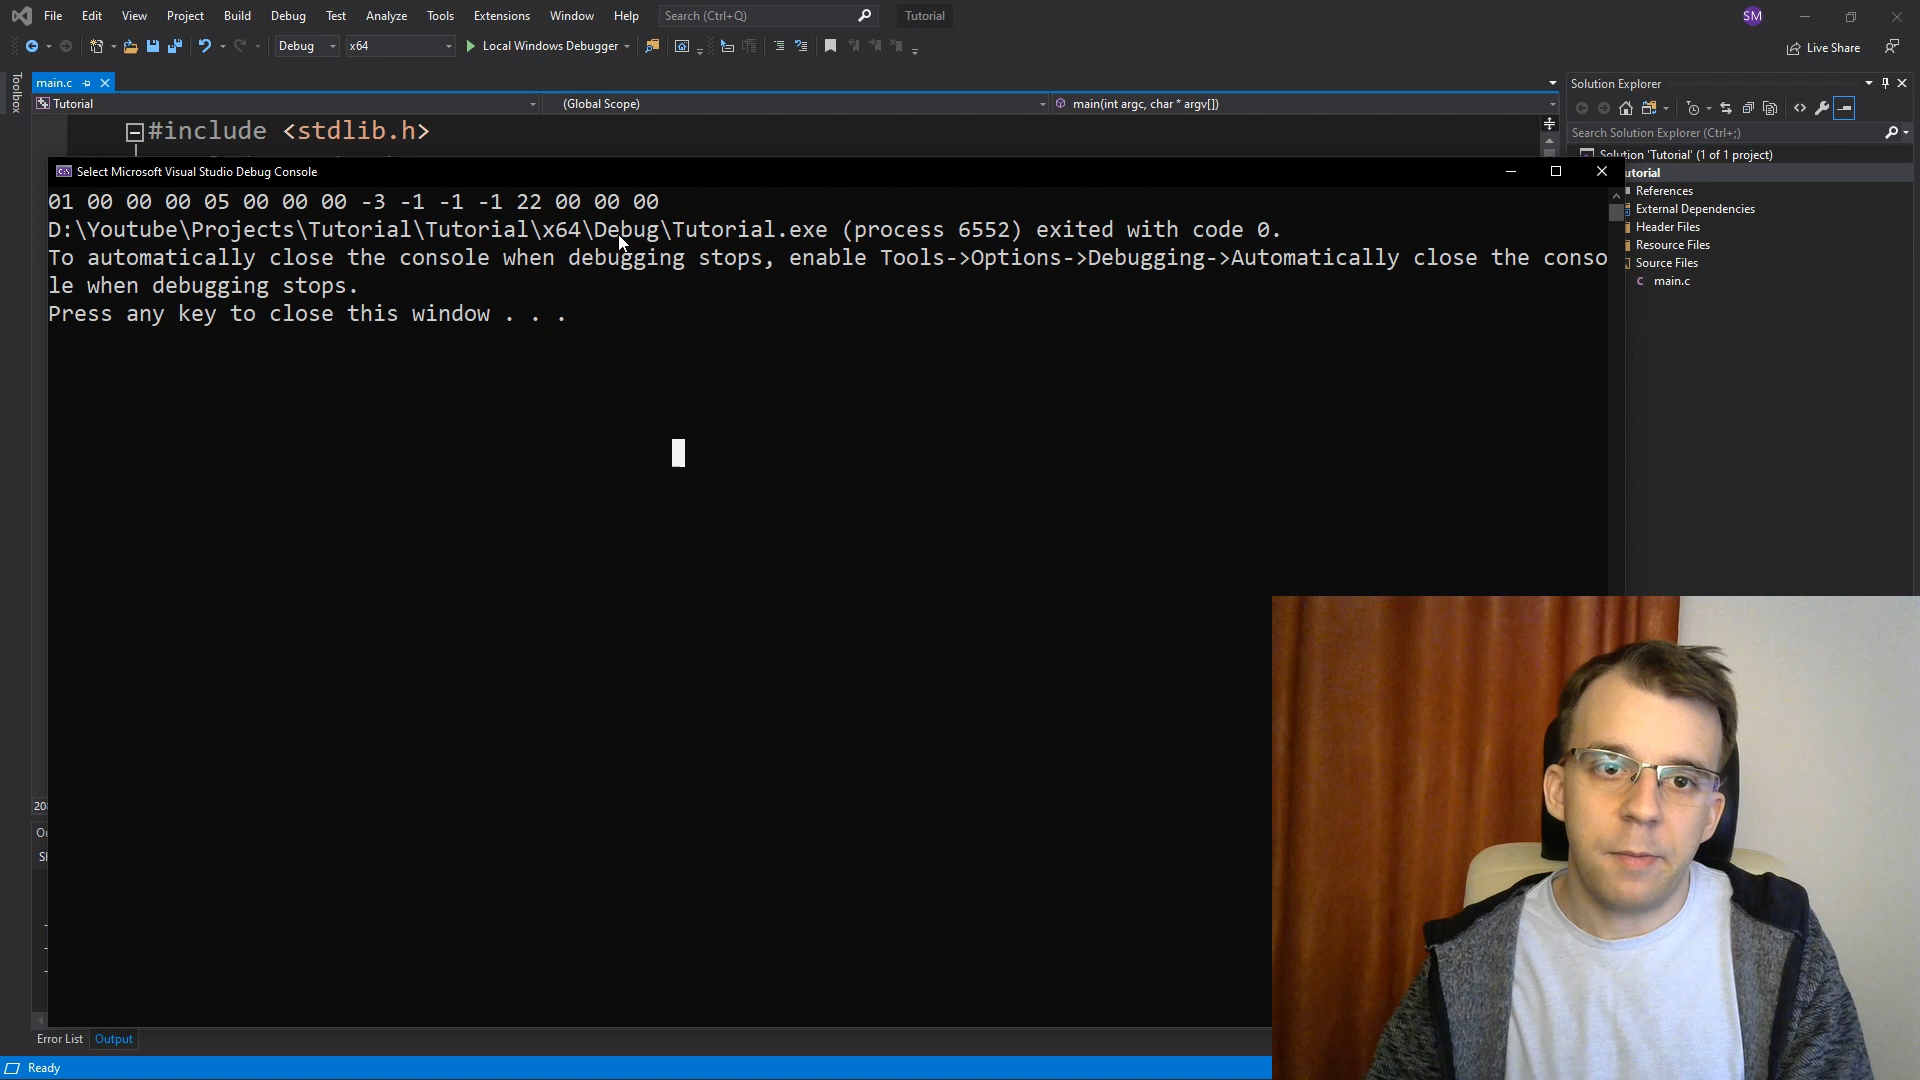 File Edit View Project Build Debug Test Analyze Tools Extensions Window Help Search (Ctrl+Q) Tutorial SM
Debug x64 Local Windows Debugger Live Share
Toolbox
main.c
Solution Explorer
Tutorial (Global Scope) main(int argc, char * argv[])
#include <stdlib.h>
Search Solution Explorer (Ctrl+;)
Solution 'Tutorial' (1 of 1 project)
utorial
References
External Dependencies
Header Files
Resource Files
Source Files
C main.c
Select Microsoft Visual Studio Debug Console
01 00 00 00 05 00 00 00 -3 -1 -1 -1 22 00 00 00
D:\Youtube\Projects\Tutorial\Tutorial\x64\Debug\Tutorial.exe (process 6552) exited with code 0.
To automatically close the console when debugging stops, enable Tools->Options->Debugging->Automatically close the conso
le when debugging stops.
Press any key to close this window . . .
Error List Output
Ready